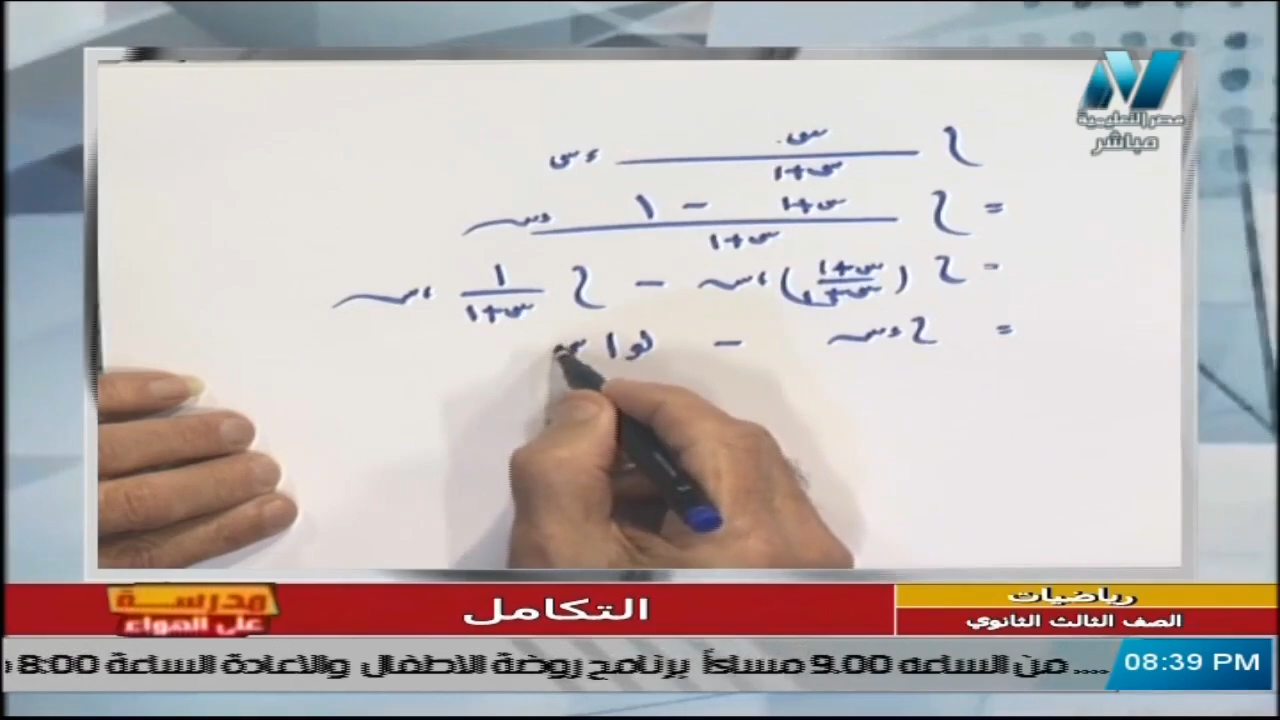 مصر التعليمية
مباشر
∫ س / س+١ ءس
= ∫ س+١ - ١ / س+١ ءس
= ∫ (س+١ / س+١) ءس - ∫ ١ / س+١ ءس
= ∫ ءس - لو ا س
رياضيات
الصف الثالث الثانوي
التكامل
مدرسة
على الهواء
08:39 PM
.... من الساعه 9.00 مساءاً برنامج روضة الاطفال والاعادة الساعة 8:00